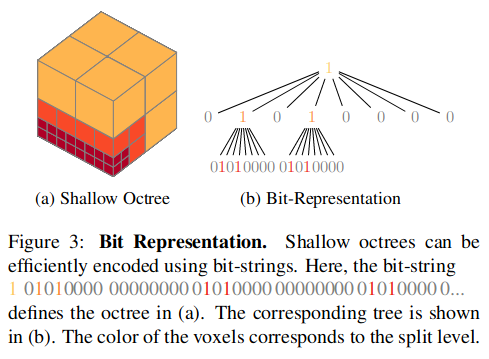 1
0 1 0 1 0 0 0 0
01010000 01010000
(a) Shallow Octree (b) Bit-Representation
Figure 3: Bit Representation. Shallow octrees can be
efficiently encoded using bit-strings. Here, the bit-string
1 01010000 00000000 01010000 00000000 01010000 0...
defines the octree in (a). The corresponding tree is shown
in (b). The color of the voxels corresponds to the split level.